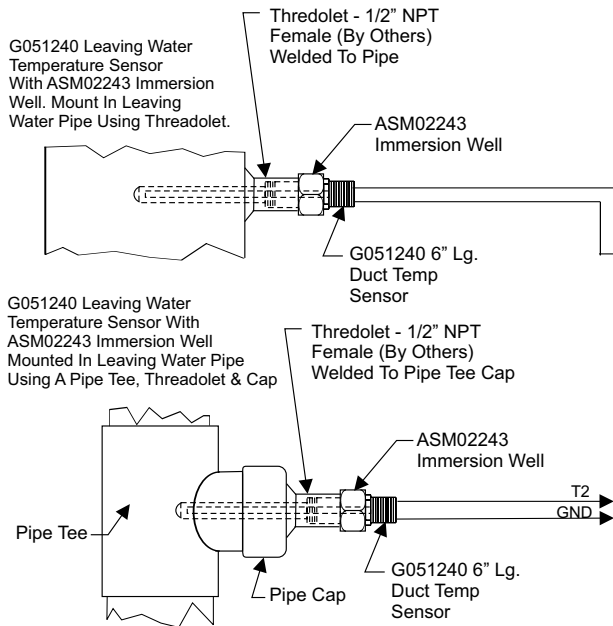 G051240 Leaving Water
Temperature Sensor
With ASM02243 Immersion
Well. Mount In Leaving
Water Pipe Using Threadolet.
Thredolet - 1/2” NPT
Female (By Others)
Welded To Pipe
ASM02243
Immersion Well
G051240 6” Lg.
Duct Temp
Sensor
G051240 Leaving Water
Temperature Sensor With
ASM02243 Immersion Well
Mounted In Leaving Water Pipe
Using A Pipe Tee, Threadolet & Cap
Thredolet - 1/2” NPT
Female (By Others)
Welded To Pipe Tee Cap
ASM02243
Immersion Well
T2
GND
Pipe Tee
Pipe Cap
G051240 6” Lg.
Duct Temp
Sensor